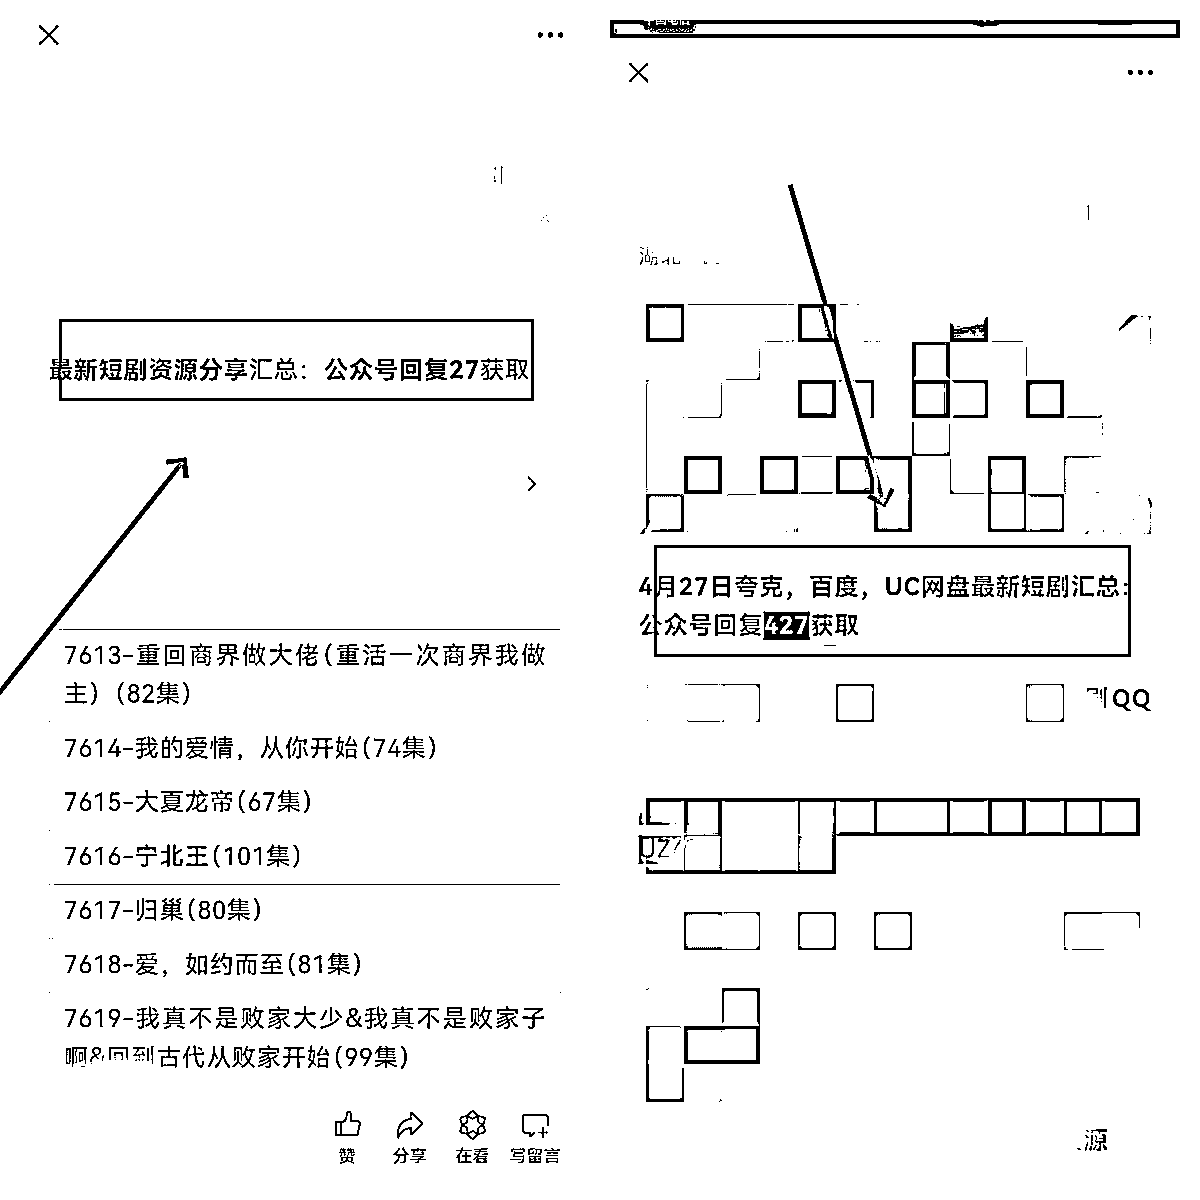 最新短剧资源分享汇总：公众号回复27获取
7613-重回商界做大佬（重活一次商界我做
主）（82集）
7614-我的爱情，从你开始（74集）
7615-大夏龙帝（67集）
7616-宁北王（101集）
7617-归巢（80集）
7618-爱，如约而至（81集）
7619-我真不是败家大少&我真不是败家子
啊&回到古代从败家开始（99集）
赞 分享 在看 写留言
湖北
4月27日夸克，百度，UC网盘最新短剧汇总：
公众号回复427获取
QQ
源